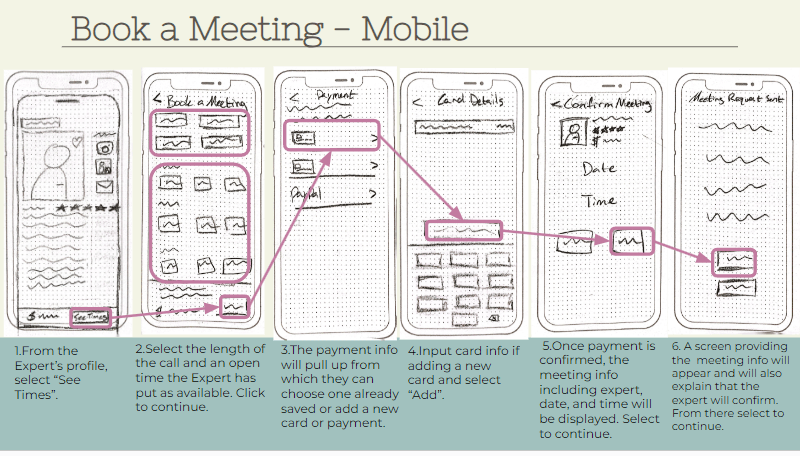 Book a Meeting - Mobile
$
See Times
< Book a Meeting
< Payment
Paypal >
< Card Details
< Confirm Meeting
$
Date
Time
Meeting Request Sent
1.From the
Expert's profile,
select "See
Times".
2.Select the length of
the call and an open
time the Expert has
put as available. Click
to continue.
3.The payment info
will pull up from
which they can
choose one already
saved or add a new
card or payment.
4.Input card info if
adding a new
card and select
"Add".
5.Once payment is
confirmed, the
meeting info
including expert,
date, and time will
be displayed. Select
to continue.
6. A screen providing
the meeting info will
appear and will also
explain that the
expert will confirm.
From there select to
continue.